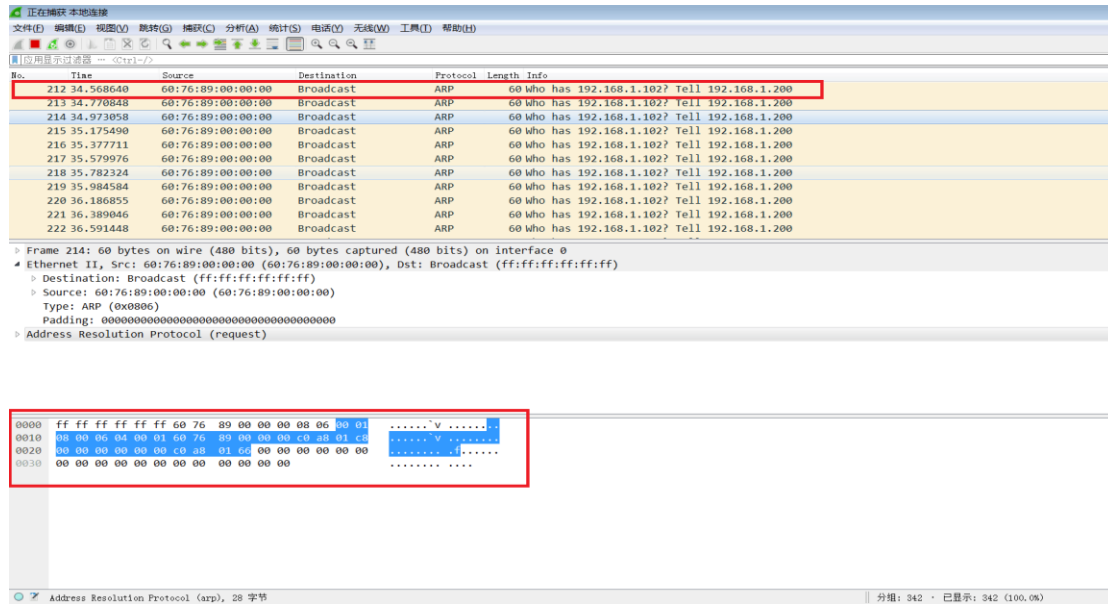 正在捕获 本地连接
文件(F) 编辑(E) 视图(V) 跳转(G) 捕获(C) 分析(A) 统计(S) 电话(Y) 无线(W) 工具(T) 帮助(H)
应用显示过滤器 … <Ctrl-/>
No. Time Source Destination Protocol Length Info
212 34.568640 60:76:89:00:00:00 Broadcast ARP 60 Who has 192.168.1.102? Tell 192.168.1.200
213 34.770848 60:76:89:00:00:00 Broadcast ARP 60 Who has 192.168.1.102? Tell 192.168.1.200
214 34.973058 60:76:89:00:00:00 Broadcast ARP 60 Who has 192.168.1.102? Tell 192.168.1.200
215 35.175490 60:76:89:00:00:00 Broadcast ARP 60 Who has 192.168.1.102? Tell 192.168.1.200
216 35.377711 60:76:89:00:00:00 Broadcast ARP 60 Who has 192.168.1.102? Tell 192.168.1.200
217 35.579976 60:76:89:00:00:00 Broadcast ARP 60 Who has 192.168.1.102? Tell 192.168.1.200
218 35.782324 60:76:89:00:00:00 Broadcast ARP 60 Who has 192.168.1.102? Tell 192.168.1.200
219 35.984584 60:76:89:00:00:00 Broadcast ARP 60 Who has 192.168.1.102? Tell 192.168.1.200
220 36.186855 60:76:89:00:00:00 Broadcast ARP 60 Who has 192.168.1.102? Tell 192.168.1.200
221 36.389046 60:76:89:00:00:00 Broadcast ARP 60 Who has 192.168.1.102? Tell 192.168.1.200
222 36.591448 60:76:89:00:00:00 Broadcast ARP 60 Who has 192.168.1.102? Tell 192.168.1.200
Frame 214: 60 bytes on wire (480 bits), 60 bytes captured (480 bits) on interface 0
Ethernet II, Src: 60:76:89:00:00:00 (60:76:89:00:00:00), Dst: Broadcast (ff:ff:ff:ff:ff:ff)
Destination: Broadcast (ff:ff:ff:ff:ff:ff)
Source: 60:76:89:00:00:00 (60:76:89:00:00:00)
Type: ARP (0x0806)
Padding: 000000000000000000000000000000000000
Address Resolution Protocol (request)
0000 ff ff ff ff ff ff 60 76 89 00 00 00 08 06 00 01 ......`v ........
0010 08 00 06 04 00 01 60 76 89 00 00 00 c0 a8 01 c8 ......`v ........
0020 00 00 00 00 00 00 c0 a8 01 66 00 00 00 00 00 00 ........ .f......
0030 00 00 00 00 00 00 00 00 00 00 00 00 ........ ....
Address Resolution Protocol (arp), 28 字节 分组: 342 · 已显示: 342 (100.0%)